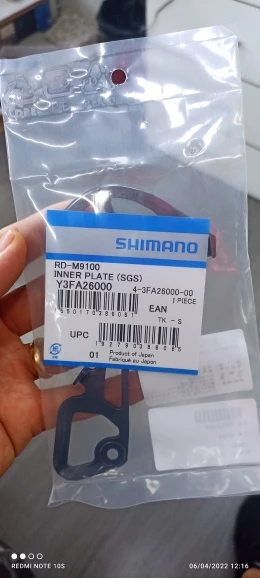 SHIMANO
RD-M9100
INNER PLATE (SGS)
Y3FA26000 4-3FA26000-00
1 PIECE
EAN
TK - S
UPC
01 Product of Japan
Fabriqué au Japon
REDMI NOTE 10S 06/04/2022 12:16